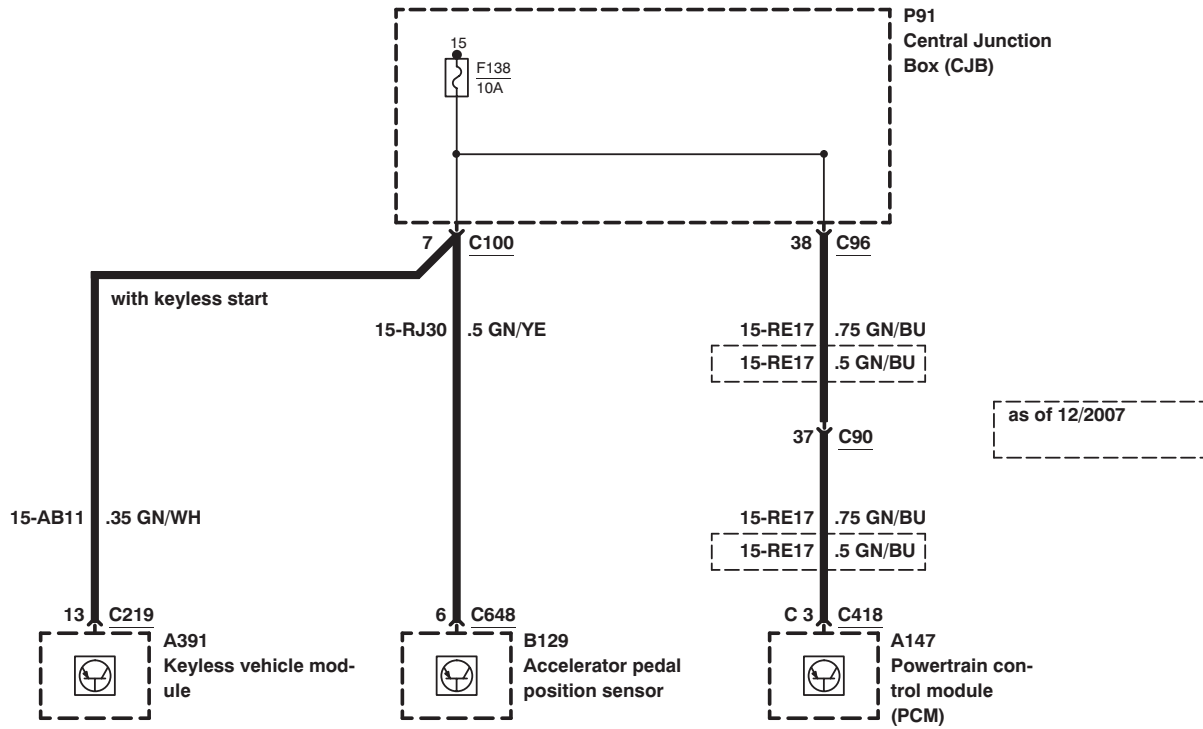 P91
Central Junction
Box (CJB)
15
F138
10A
7 C100
38 C96
with keyless start
15-RJ30 .5 GN/YE
15-RE17 .75 GN/BU
15-RE17 .5 GN/BU
as of 12/2007
37 C90
15-AB11 .35 GN/WH
15-RE17 .75 GN/BU
15-RE17 .5 GN/BU
13 C219
6 C648
C 3 C418
A391
Keyless vehicle mod-
ule
B129
Accelerator pedal
position sensor
A147
Powertrain con-
trol module
(PCM)